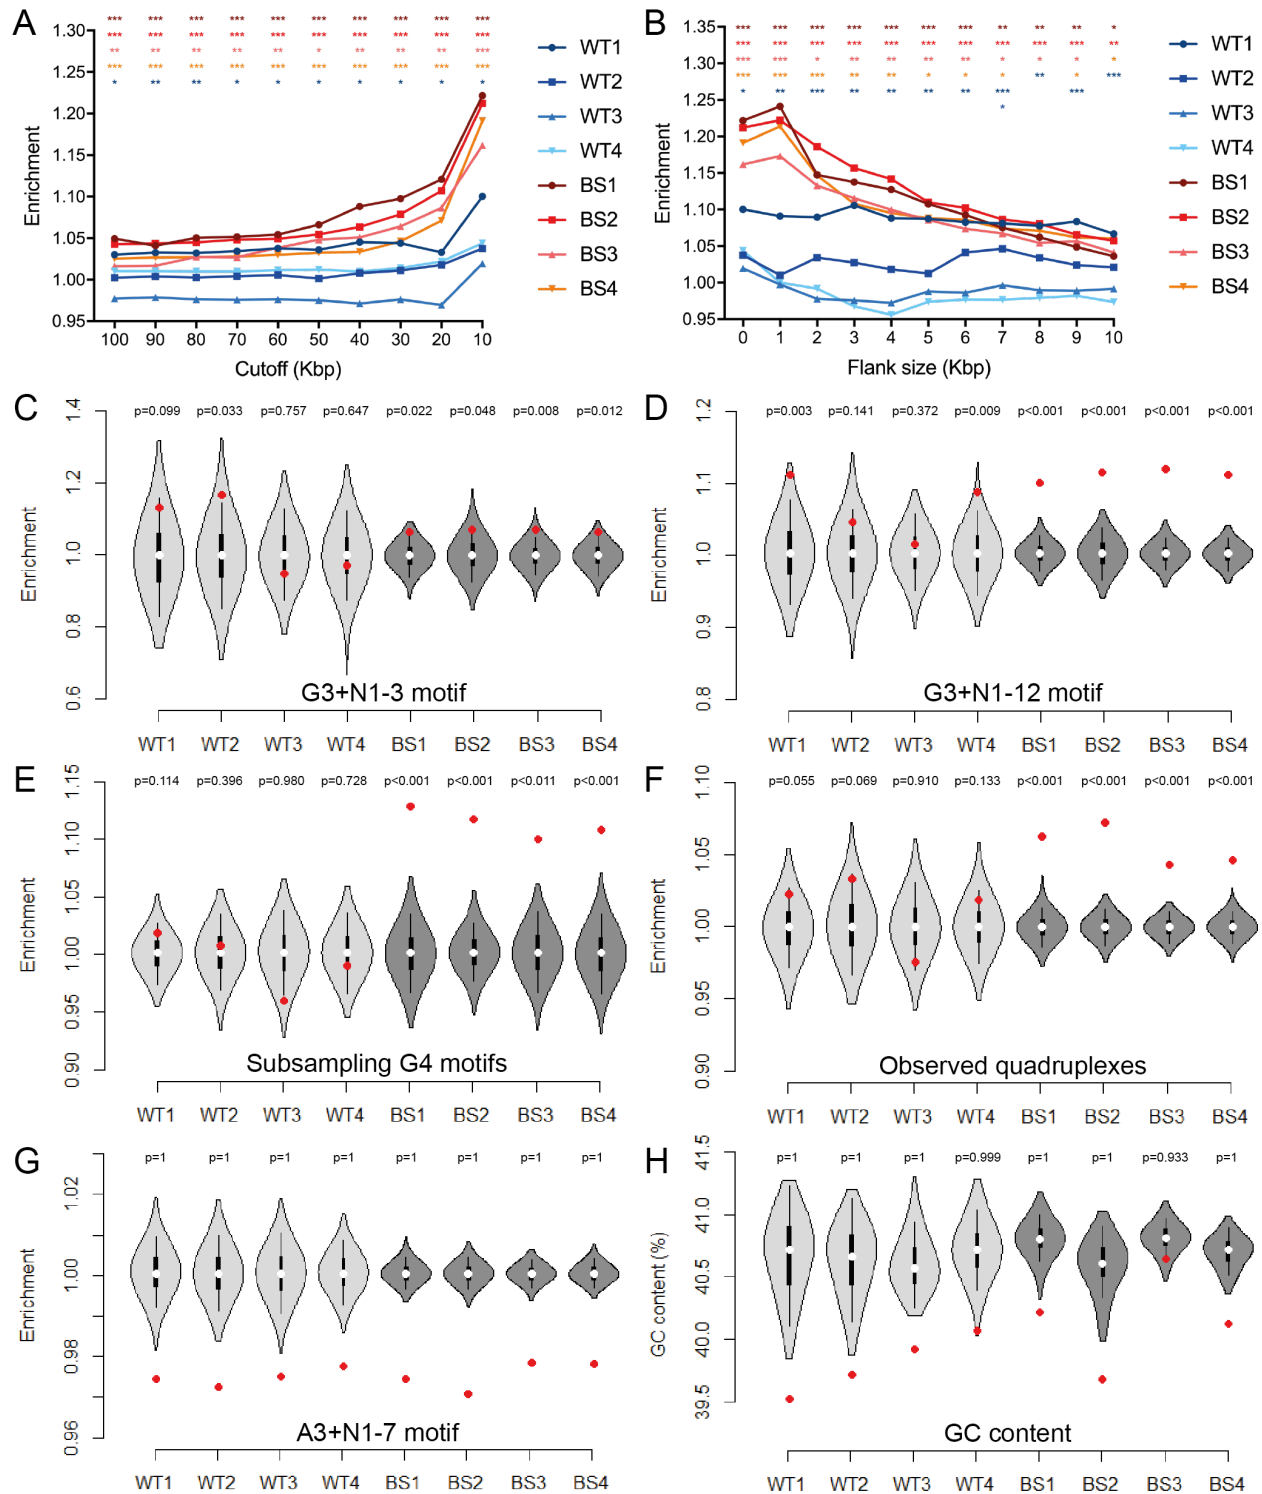 A
1.30
1.25
1.20
1.15
1.10
1.05
1.00
0.95
Enrichment
*** *** *** *** *** *** *** *** *** ***
*** *** *** *** *** *** *** *** *** ***
** ** ** ** ** * ** ** ** ***
*** *** *** *** *** *** *** *** *** ***
* ** ** * * * * * * *
100 90 80 70 60 50 40 30 20 10
Cutoff (Kbp)
WT1
WT2
WT3
WT4
BS1
BS2
BS3
BS4
B
1.35
1.30
1.25
1.20
1.15
1.10
1.05
1.00
0.95
Enrichment
*** *** *** *** *** *** *** ** ** ** *
*** *** *** *** *** *** *** *** *** *** **
*** *** * ** ** ** ** * * * *
*** *** *** ** ** * * * ** * ***
* ** *** ** ** ** ** *** ***
*
0 1 2 3 4 5 6 7 8 9 10
Flank size (Kbp)
WT1
WT2
WT3
WT4
BS1
BS2
BS3
BS4
C
p=0.099 p=0.033 p=0.757 p=0.647 p=0.022 p=0.048 p=0.008 p=0.012
1.4
1.2
1.0
0.8
0.6
Enrichment
G3+N1-3 motif
WT1 WT2 WT3 WT4 BS1 BS2 BS3 BS4
D
p=0.003 p=0.141 p=0.372 p=0.009 p<0.001 p<0.001 p<0.001 p<0.001
1.2
1.1
1.0
0.9
0.8
Enrichment
G3+N1-12 motif
WT1 WT2 WT3 WT4 BS1 BS2 BS3 BS4
E
p=0.114 p=0.396 p=0.980 p=0.728 p<0.001 p<0.001 p<0.011 p<0.001
1.15
1.10
1.05
1.00
0.95
0.90
Enrichment
Subsampling G4 motifs
WT1 WT2 WT3 WT4 BS1 BS2 BS3 BS4
F
p=0.055 p=0.069 p=0.910 p=0.133 p<0.001 p<0.001 p<0.001 p<0.001
1.10
1.05
1.00
0.95
0.90
Enrichment
Observed quadruplexes
WT1 WT2 WT3 WT4 BS1 BS2 BS3 BS4
G
p=1 p=1 p=1 p=1 p=1 p=1 p=1 p=1
1.02
1.00
0.98
0.96
Enrichment
A3+N1-7 motif
WT1 WT2 WT3 WT4 BS1 BS2 BS3 BS4
H
p=1 p=1 p=1 p=0.999 p=1 p=1 p=0.933 p=1
41.5
41.0
40.5
40.0
39.5
GC content (%)
GC content
WT1 WT2 WT3 WT4 BS1 BS2 BS3 BS4